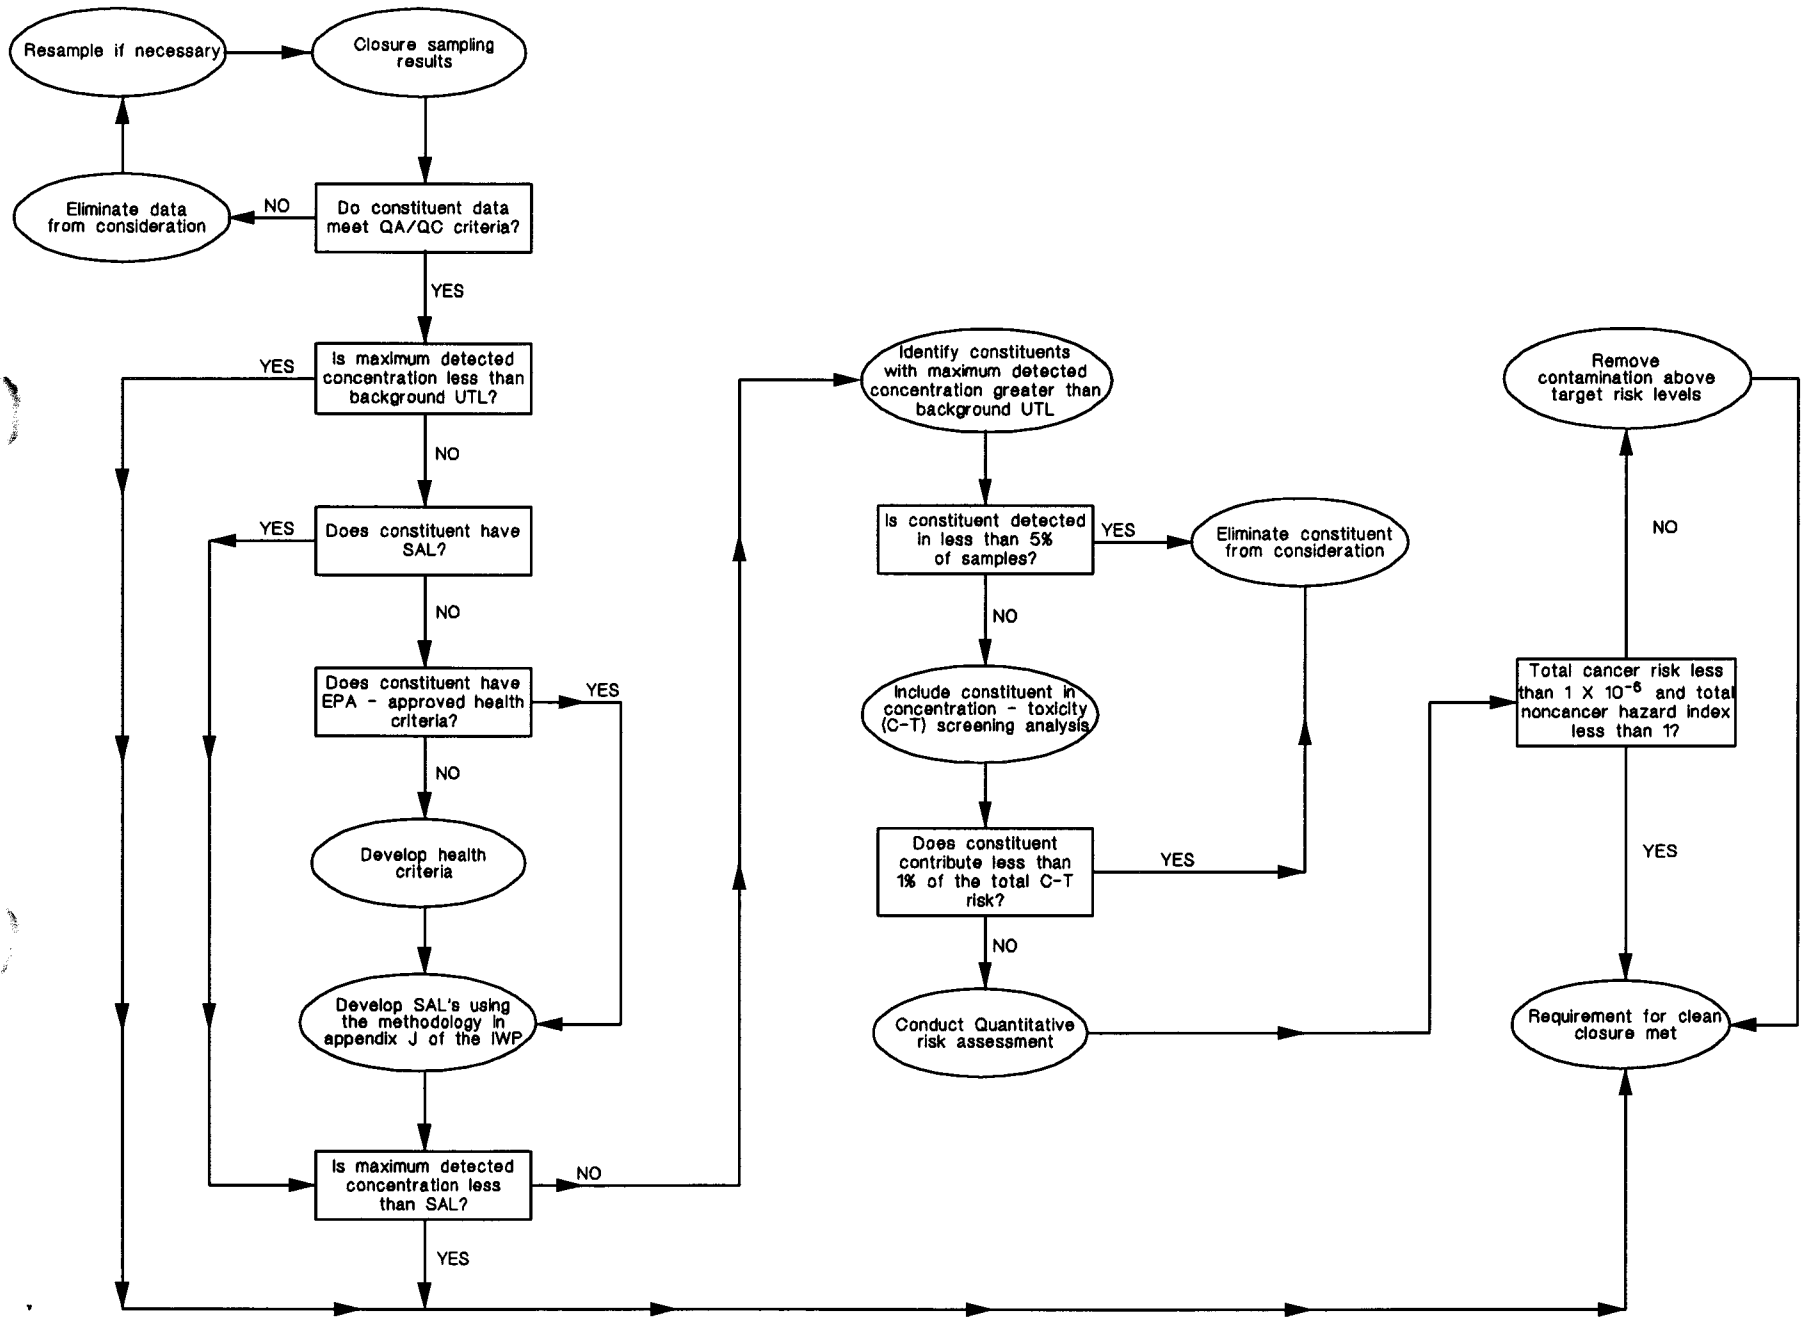 Resample if necessary
Closure sampling
results
Eliminate data
from consideration
NO
Do constituent data
meet QA/QC criteria?
YES
YES
Is maximum detected
concentration less than
background UTL?
NO
YES
Does constituent have
SAL?
NO
Does constituent have
EPA - approved health
criteria?
YES
NO
Develop health
criteria
Develop SAL's using
the methodology in
appendix J of the IWP
Is maximum detected
concentration less
than SAL?
NO
YES
Identify constituents
with maximum detected
concentration greater than
background UTL
Is constituent detected
in less than 5%
of samples?
YES
Eliminate constituent
from consideration
NO
Include constituent in
concentration - toxicity
(C-T) screening analysis
Does constituent
contribute less than
1% of the total C-T
risk?
YES
NO
Conduct Quantitative
risk assessment
Remove
contamination above
target risk levels
NO
Total cancer risk less
than 1 X 10⁻⁶ and total
noncancer hazard index
less than 1?
YES
Requirement for clean
closure met